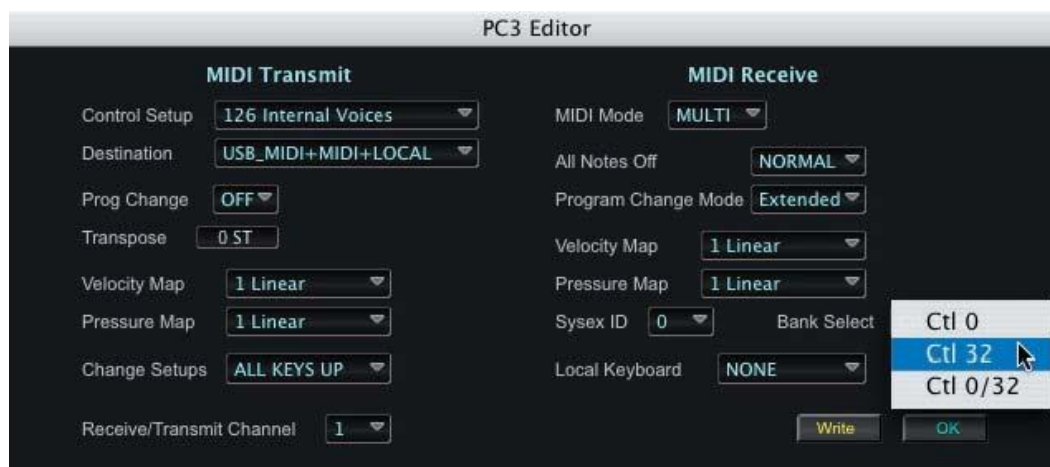 PC3 Editor
MIDI Transmit
Control Setup 126 Internal Voices
Destination USB_MIDI+MIDI+LOCAL
Prog Change OFF
Transpose 0 ST
Velocity Map 1 Linear
Pressure Map 1 Linear
Change Setups ALL KEYS UP
Receive/Transmit Channel 1
MIDI Receive
MIDI Mode MULTI
All Notes Off NORMAL
Program Change Mode Extended
Velocity Map 1 Linear
Pressure Map 1 Linear
Sysex ID 0 Bank Select
Ctl 0
Ctl 32
Ctl 0/32
Local Keyboard NONE
Write OK